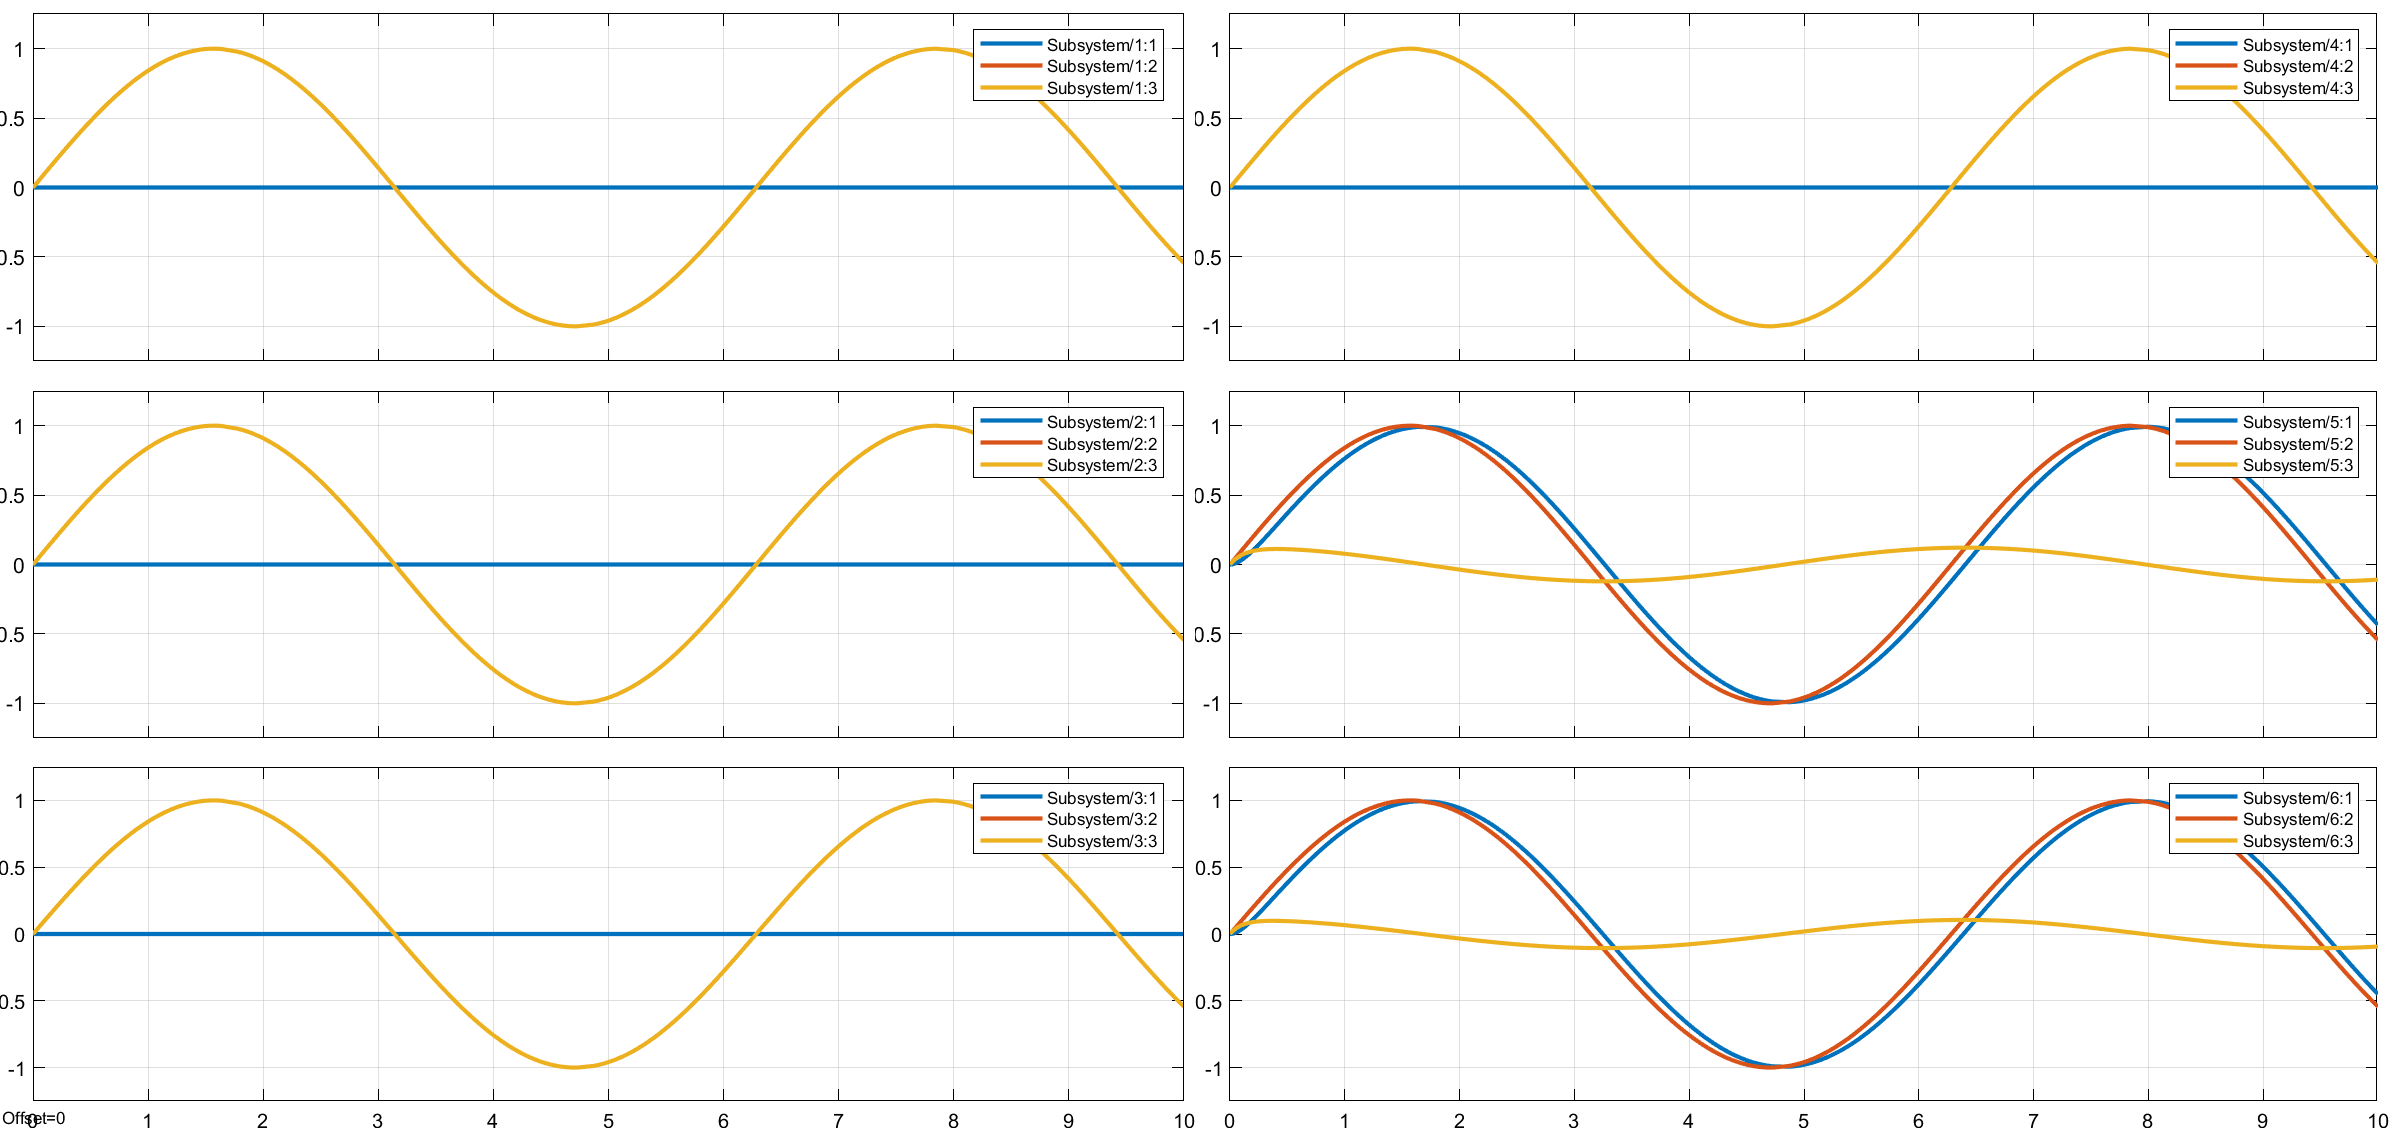 1
0.5
0
0.5
-1
Subsystem/1:1
Subsystem/1:2
Subsystem/1:3
1
0.5
0
0.5
-1
Subsystem/4:1
Subsystem/4:2
Subsystem/4:3
1
0.5
0
0.5
-1
Subsystem/2:1
Subsystem/2:2
Subsystem/2:3
1
0.5
0
0.5
-1
Subsystem/5:1
Subsystem/5:2
Subsystem/5:3
1
0.5
0
0.5
-1
Subsystem/3:1
Subsystem/3:2
Subsystem/3:3
1
0.5
0
0.5
-1
Subsystem/6:1
Subsystem/6:2
Subsystem/6:3
Offset=0
0 1 2 3 4 5 6 7 8 9 10
0 1 2 3 4 5 6 7 8 9 10